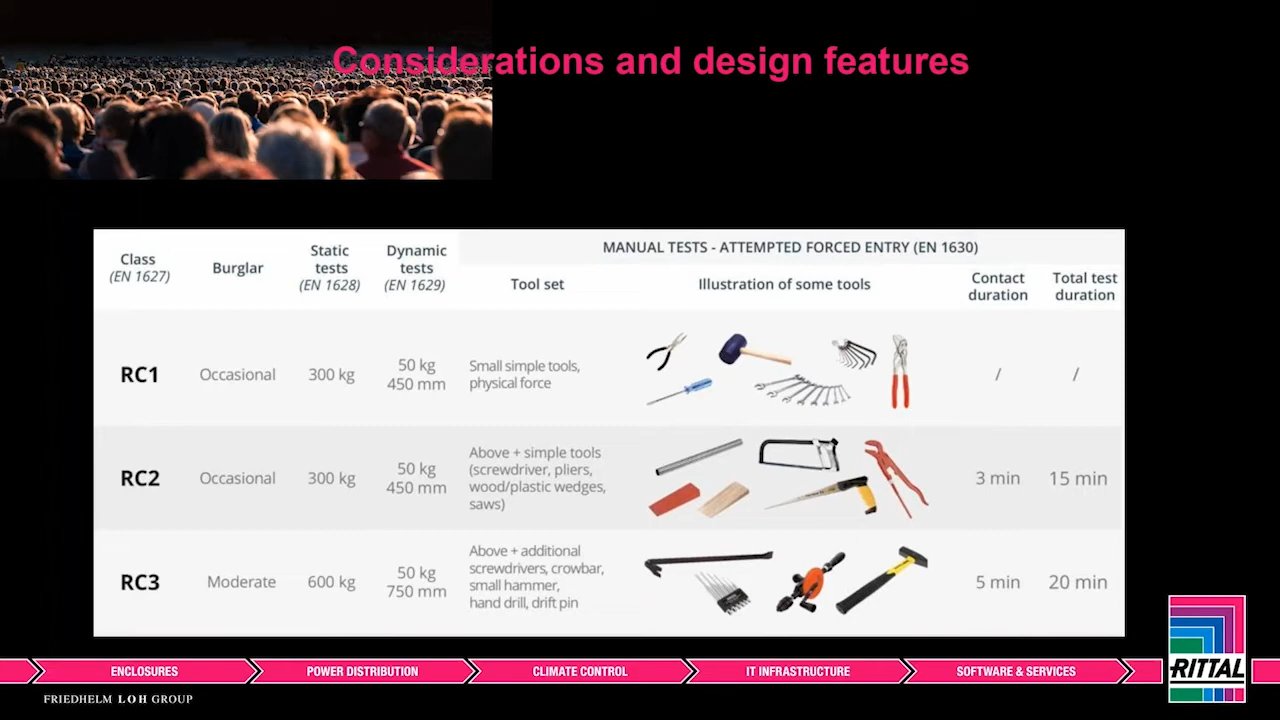 Considerations and design features
MANUAL TESTS - ATTEMPTED FORCED ENTRY (EN 1630)
Class
(EN 1627)
Burglar
Static
tests
(EN 1628)
Dynamic
tests
(EN 1629)
Tool set
Illustration of some tools
Contact
duration
Total test
duration
RC1
Occasional
300 kg
50 kg
450 mm
Small simple tools,
physical force
/
/
RC2
Occasional
300 kg
50 kg
450 mm
Above + simple tools
(screwdriver, pliers,
wood/plastic wedges,
saws)
3 min
15 min
RC3
Moderate
600 kg
50 kg
750 mm
Above + additional
screwdrivers, crowbar,
small hammer,
hand drill, drift pin
5 min
20 min
ENCLOSURES
POWER DISTRIBUTION
CLIMATE CONTROL
IT INFRASTRUCTURE
SOFTWARE & SERVICES
RITTAL
FRIEDHELM LOH GROUP